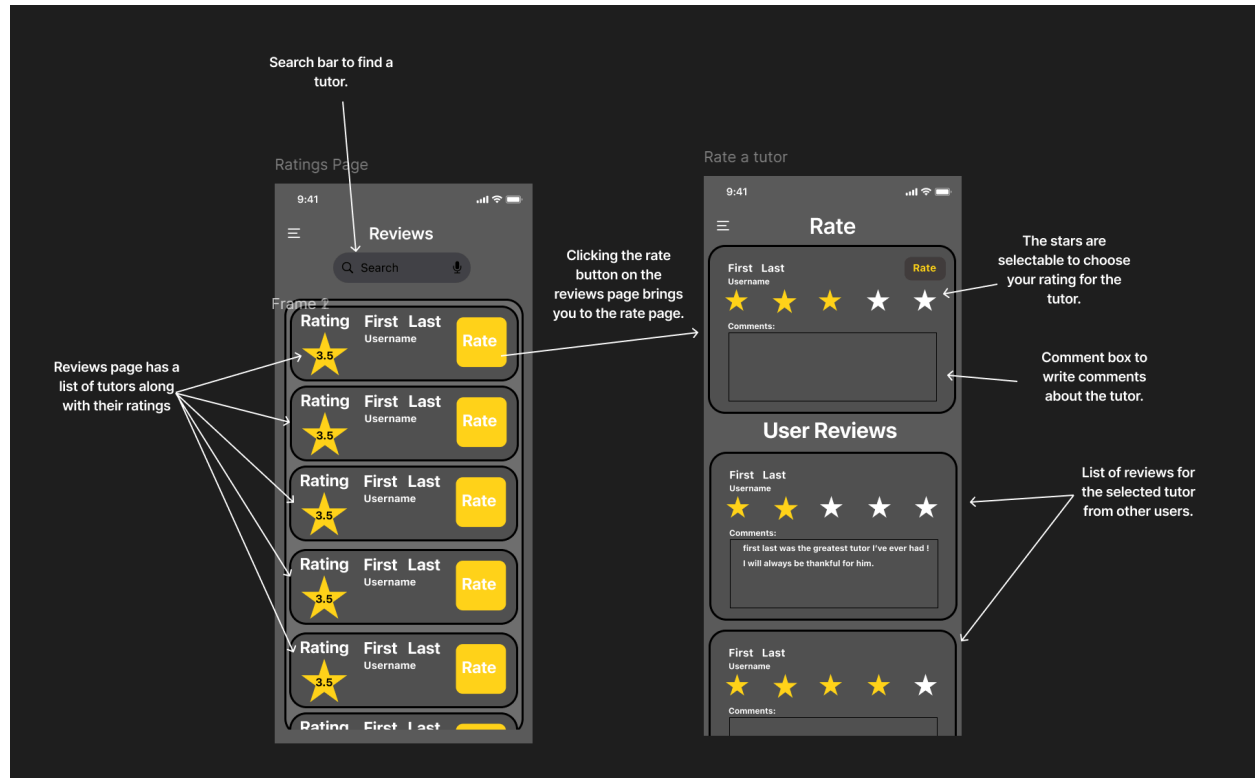 Search bar to find a
tutor.
Ratings Page
9:41
Reviews
Search
Frame 2
Rating First Last
Username
3.5
Rate
Rating First Last
Username
3.5
Rate
Rating First Last
Username
3.5
Rate
Rating First Last
Username
3.5
Rate
Rating First Last
Username
3.5
Rate
Rating First Last
Reviews page has a
list of tutors along
with their ratings
Clicking the rate
button on the
reviews page brings
you to the rate page.
Rate a tutor
9:41
Rate
First Last
Username
Rate
Comments:
User Reviews
First Last
Username
Comments:
first last was the greatest tutor I've ever had !
I will always be thankful for him.
First Last
Username
Comments:
The stars are
selectable to choose
your rating for the
tutor.
Comment box to
write comments
about the tutor.
List of reviews for
the selected tutor
from other users.